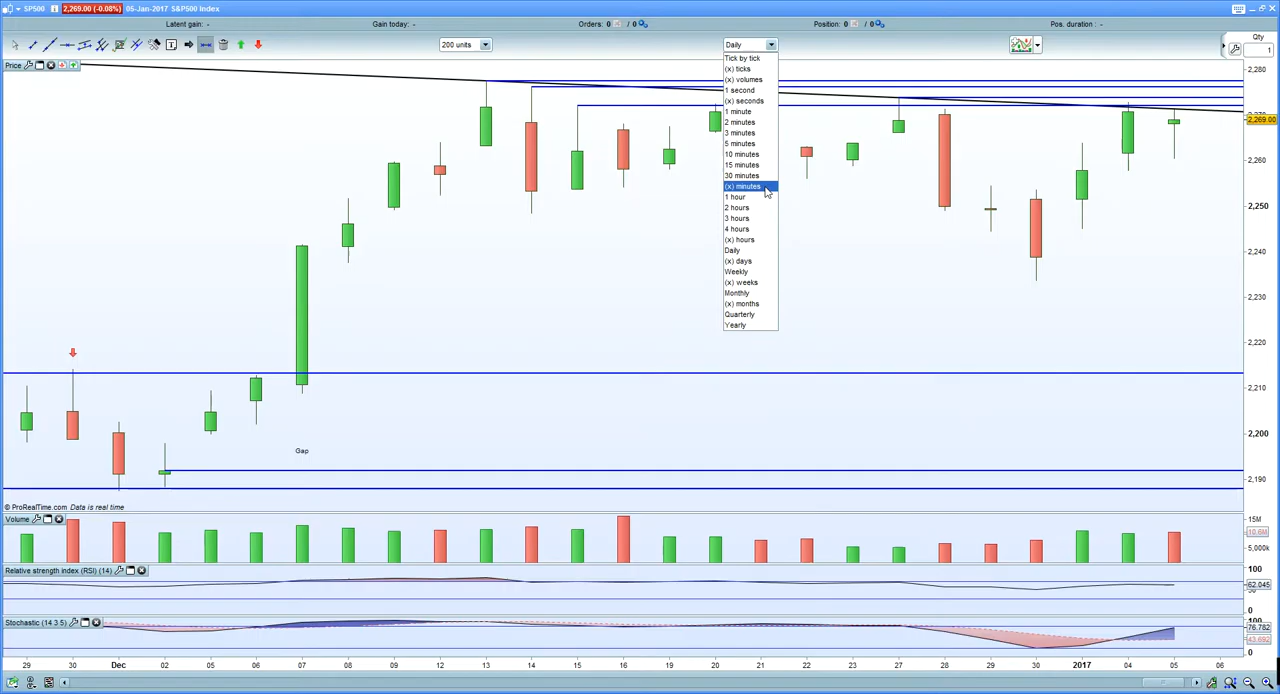 SP500 2,269.00 (-0.08%) 05-Jan-2017 S&P500 Index
Latent gain: - Gain today: - Orders: 0 / 0 Position: 0 / 0 Pos. duration : -
200 units Daily Qty
1
Price
Tick by tick
(x) ticks
(x) volumes
1 second
(x) seconds
1 minute
2 minutes
3 minutes
5 minutes
10 minutes
15 minutes
30 minutes
(x) minutes
1 hour
2 hours
3 hours
4 hours
(x) hours
Daily
(x) days
Weekly
(x) weeks
Monthly
(x) months
Quarterly
Yearly
2,280
2,269.00
2,260
2,250
2,240
2,230
2,220
2,210
2,200
2,190
Gap
© ProRealTime.com Data is real time
Volume
15M
10.6M
5,000k
Relative strength index (RSI) (14)
100
62.045
0
Stochastic (14 3 5)
100
76.782
43.692
0
29 30 Dec 02 05 06 07 08 09 12 13 14 15 16 19 20 21 22 23 27 28 29 30 2017 04 05 06